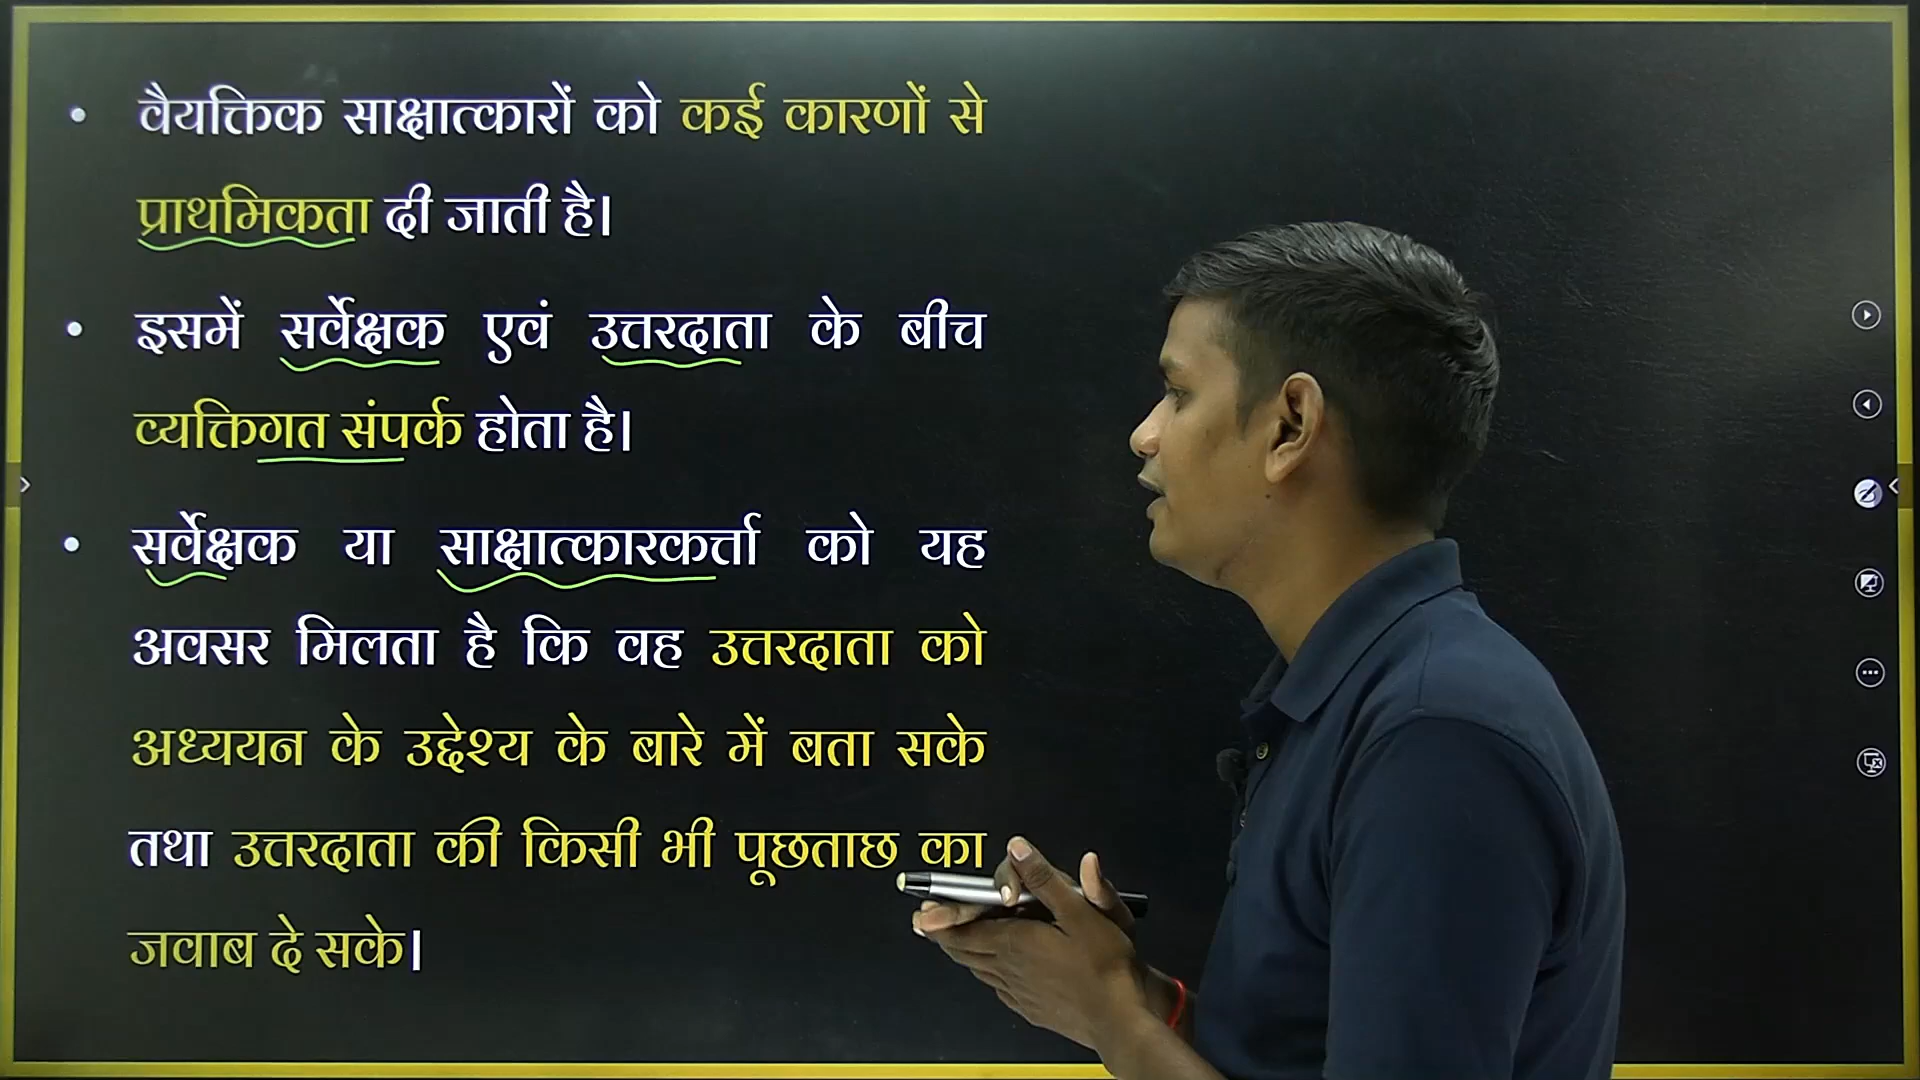 • वैयक्तिक साक्षात्कारों को कई कारणों से
प्राथमिकता दी जाती है।
• इसमें सर्वेक्षक एवं उत्तरदाता के बीच
व्यक्तिगत संपर्क होता है।
• सर्वेक्षक या साक्षात्कारकर्त्ता को यह
अवसर मिलता है कि वह उत्तरदाता को
अध्ययन के उद्देश्य के बारे में बता सके
तथा उत्तरदाता की किसी भी पूछताछ का
जवाब दे सके।